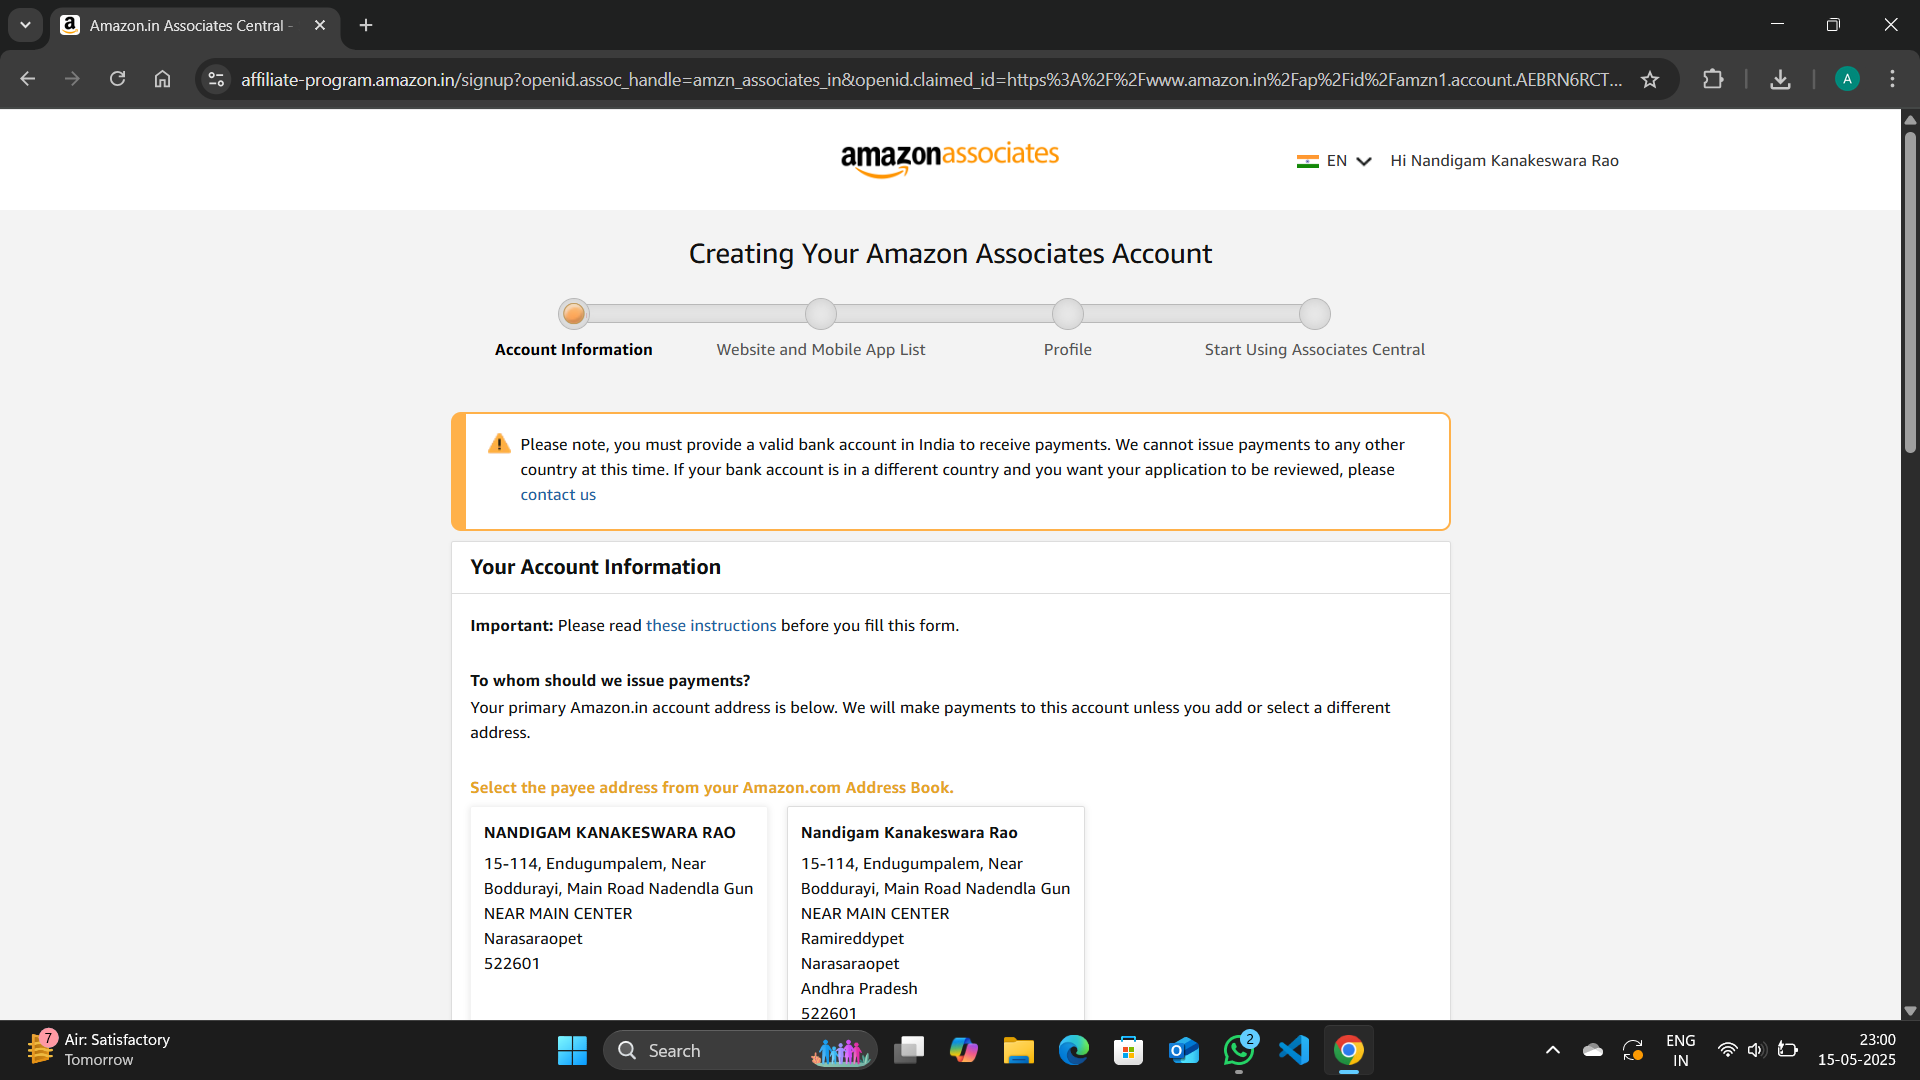 Amazon.in Associates Central -
affiliate-program.amazon.in/signup?openid.assoc_handle=amzn_associates_in&openid.claimed_id=https%3A%2F%2Fwww.amazon.in%2Fap%2Fid%2Famzn1.account.AEBRN6RCT...
A
amazonassociates
EN
Hi Nandigam Kanakeswara Rao
Creating Your Amazon Associates Account
Account Information
Website and Mobile App List
Profile
Start Using Associates Central
Please note, you must provide a valid bank account in India to receive payments. We cannot issue payments to any other
country at this time. If your bank account is in a different country and you want your application to be reviewed, please
contact us
Your Account Information
Important: Please read these instructions before you fill this form.
To whom should we issue payments?
Your primary Amazon.in account address is below. We will make payments to this account unless you add or select a different
address.
Select the payee address from your Amazon.com Address Book.
NANDIGAM KANAKESWARA RAO
15-114, Endugumpalem, Near
Boddurayi, Main Road Nadendla Gun
NEAR MAIN CENTER
Narasaraopet
522601
Nandigam Kanakeswara Rao
15-114, Endugumpalem, Near
Boddurayi, Main Road Nadendla Gun
NEAR MAIN CENTER
Ramireddypet
Narasaraopet
Andhra Pradesh
522601
7
Air: Satisfactory
Tomorrow
Search
2
ENG
IN
23:00
15-05-2025